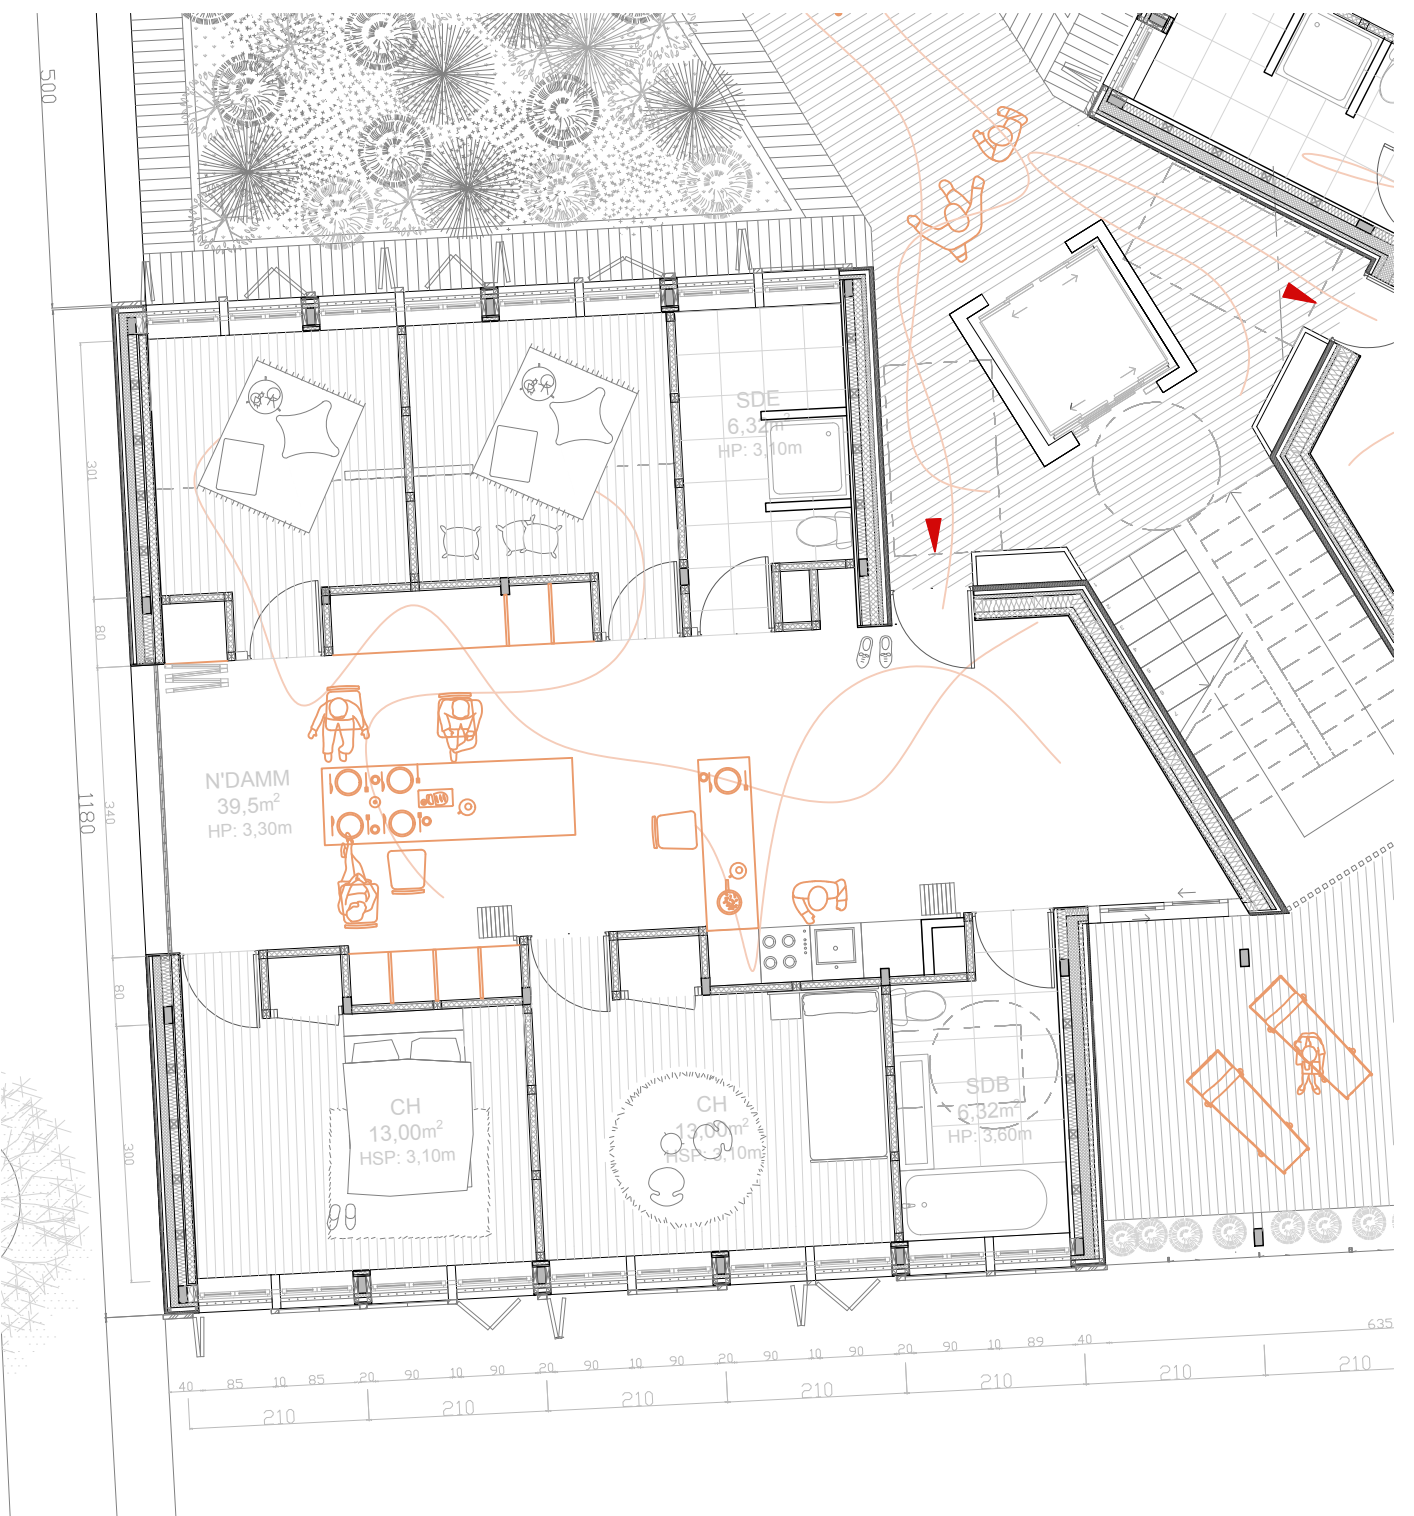 500
SDE
6,32m²
HP: 3,10m
301
80
N'DAMM
39,5m²
HP: 3,30m
1180
340
80
300
CH
13,00m²
HSP: 3,10m
CH
13,00m²
HSP: 3,10m
SDB
6,32m²
HP: 3,60m
635
40 85 10 85 20 90 10 90 20 90 10 90 20 90 10 90 20 90 10 89 40
210 210 210 210 210 210 210